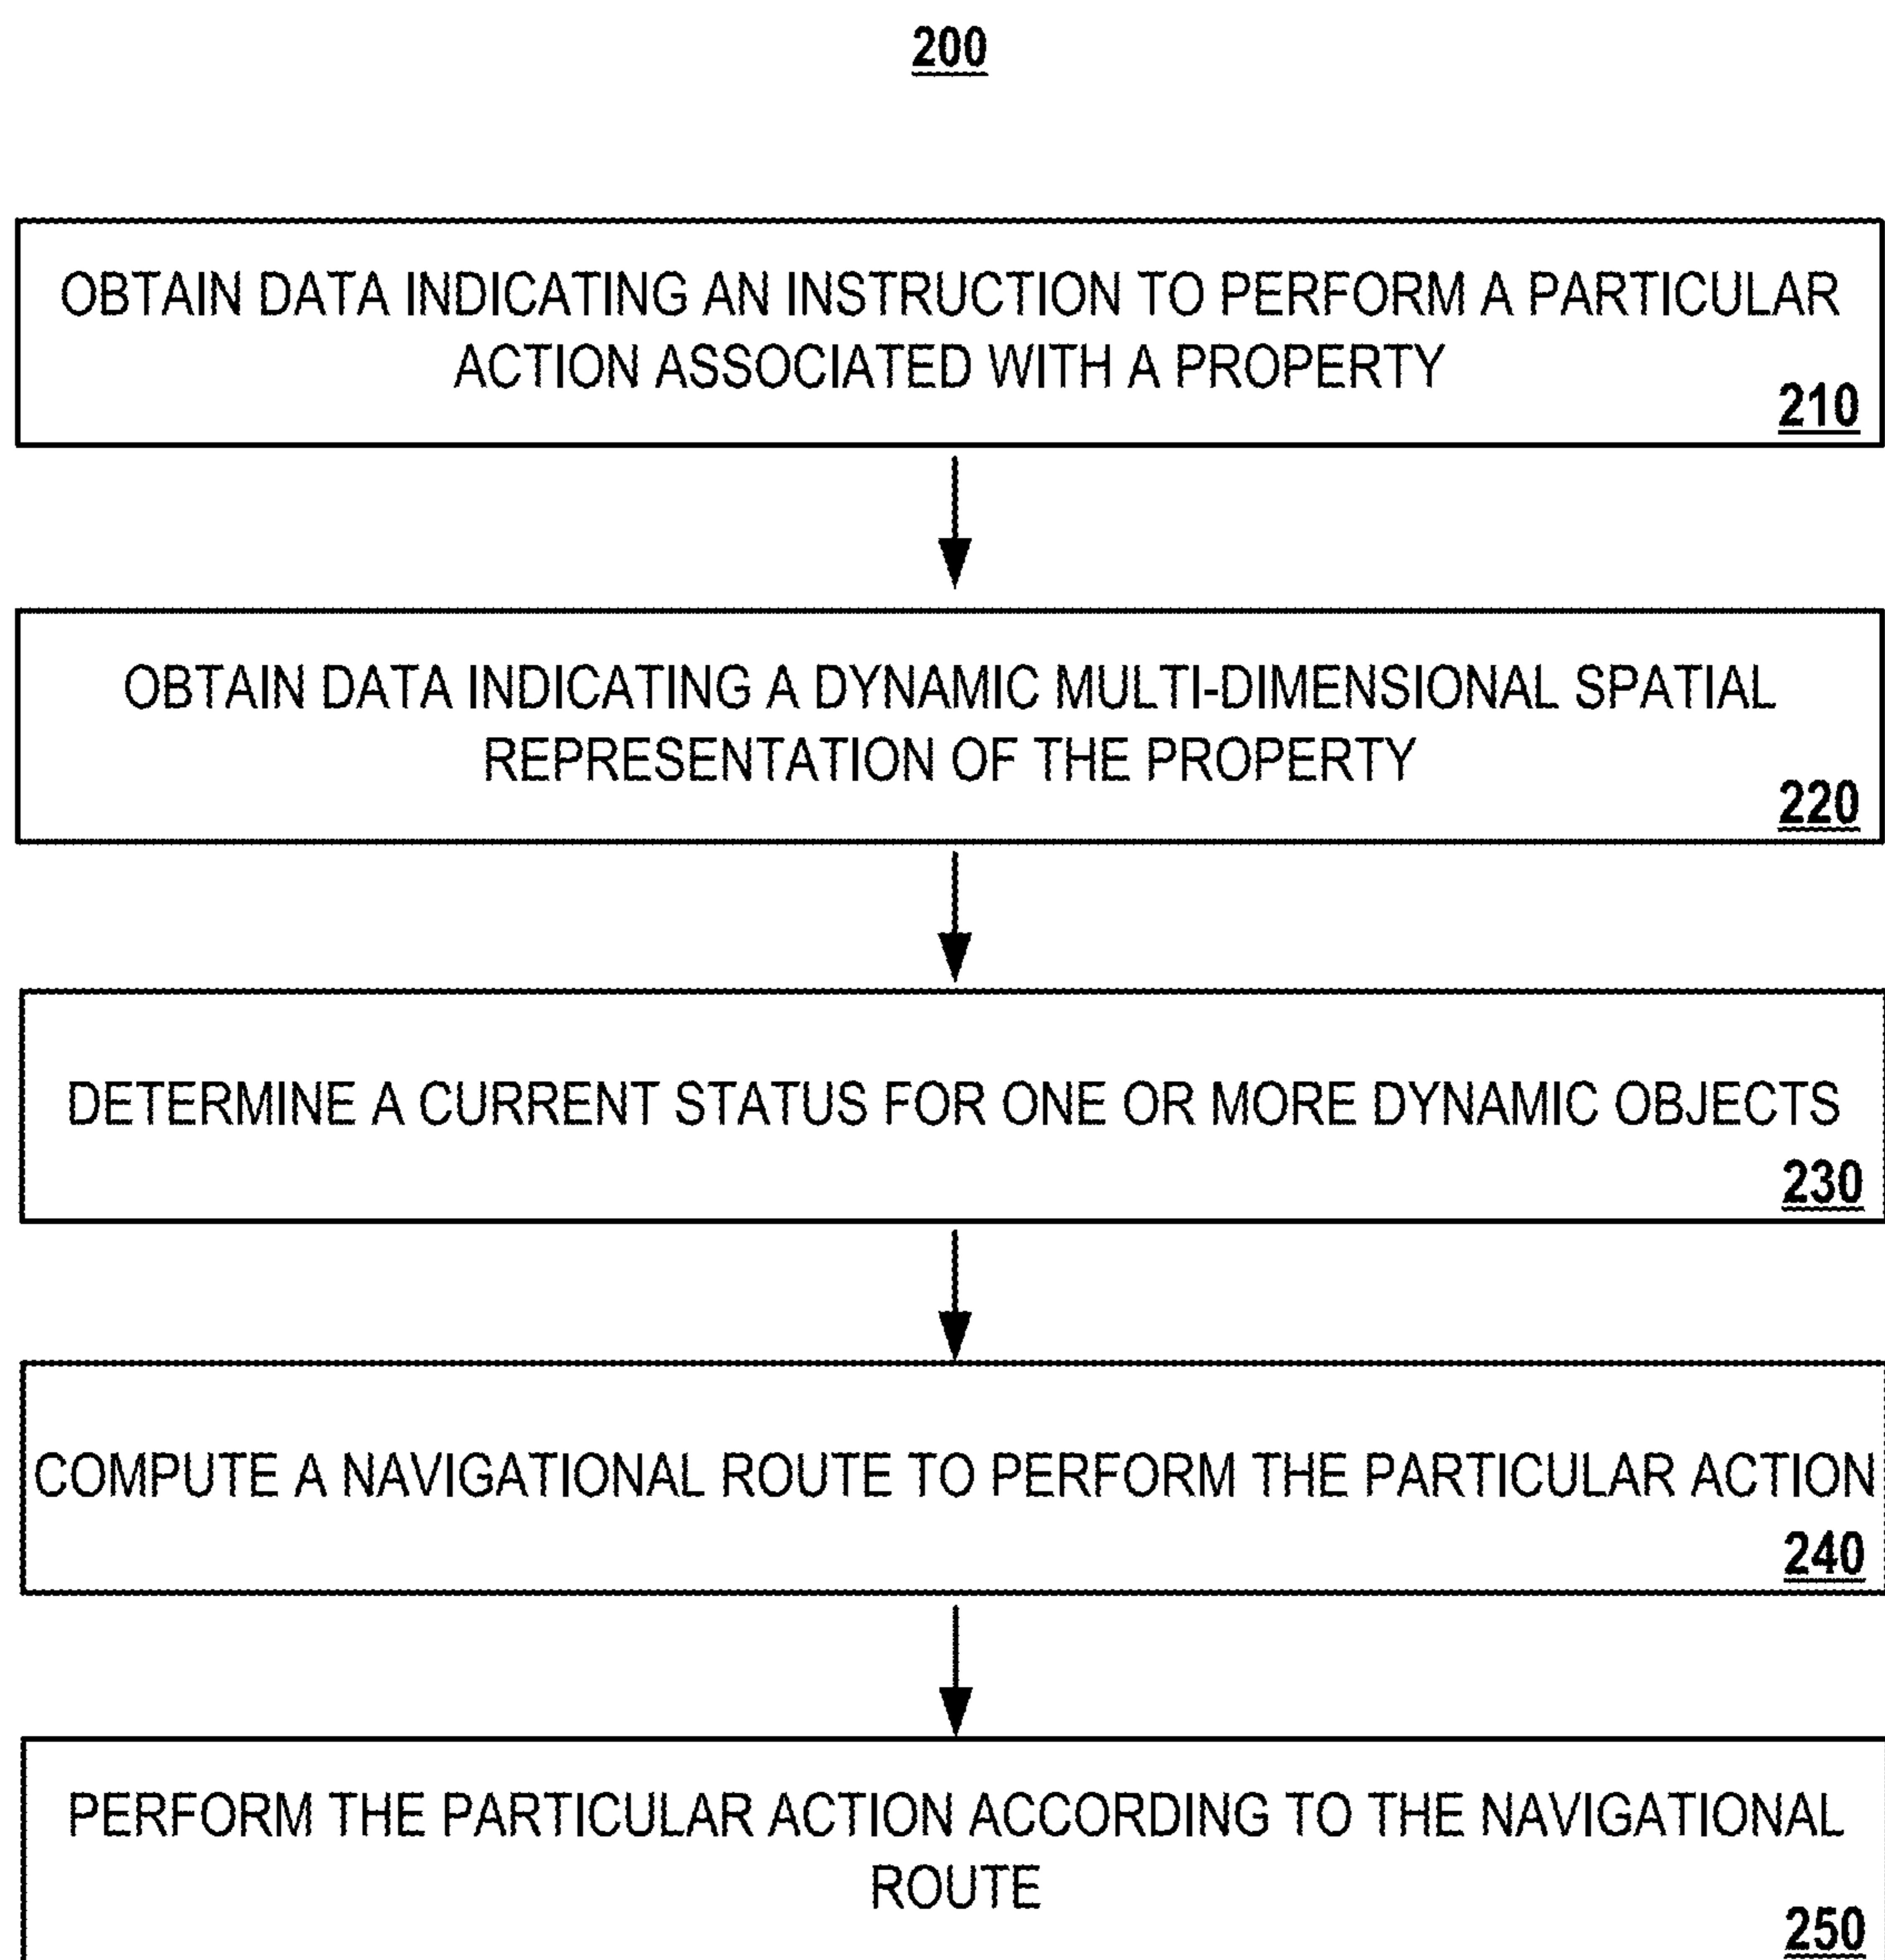 200
OBTAIN DATA INDICATING AN INSTRUCTION TO PERFORM A PARTICULAR
ACTION ASSOCIATED WITH A PROPERTY
210
OBTAIN DATA INDICATING A DYNAMIC MULTI-DIMENSIONAL SPATIAL
REPRESENTATION OF THE PROPERTY
220
DETERMINE A CURRENT STATUS FOR ONE OR MORE DYNAMIC OBJECTS
230
COMPUTE A NAVIGATIONAL ROUTE TO PERFORM THE PARTICULAR ACTION
240
PERFORM THE PARTICULAR ACTION ACCORDING TO THE NAVIGATIONAL
ROUTE
250